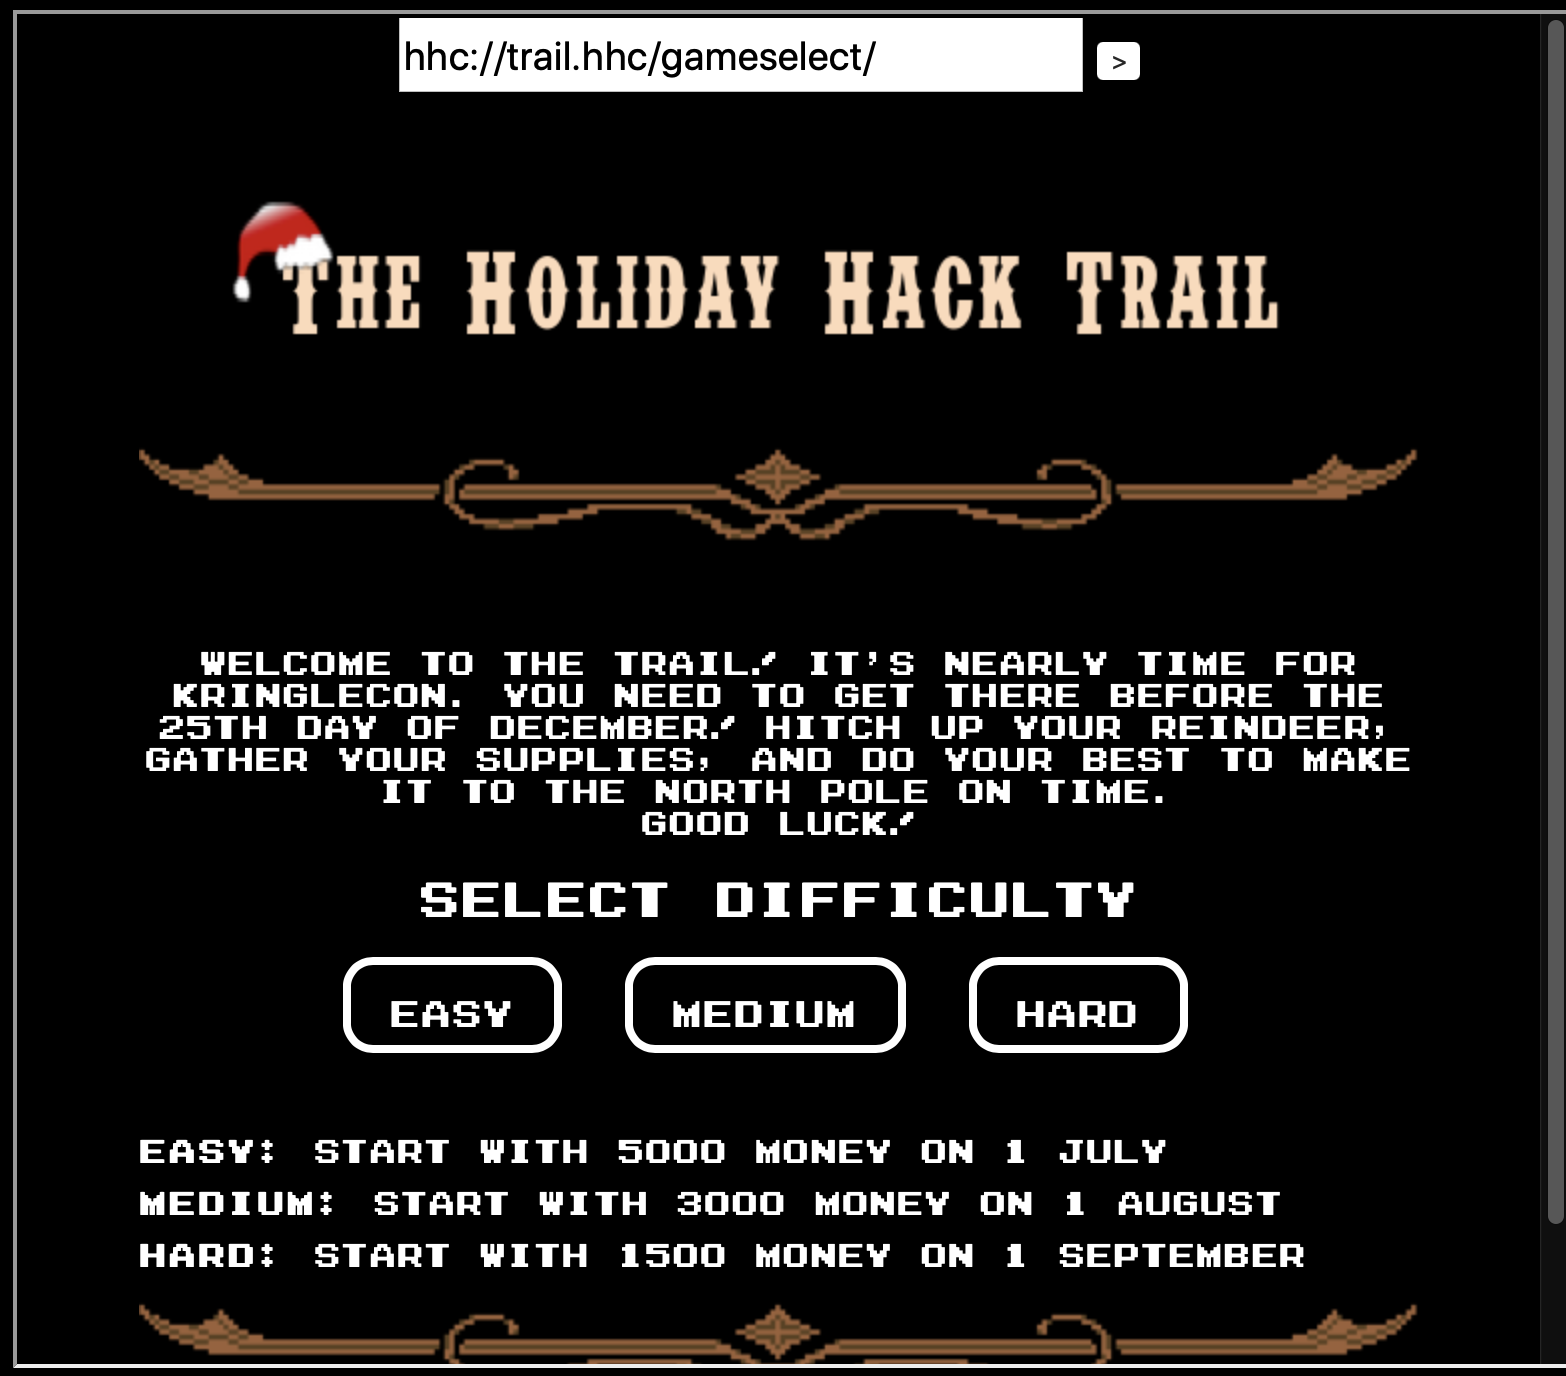 hhc://trail.hhc/gameselect/
>
THE HOLIDAY HACK TRAIL
WELCOME TO THE TRAIL! IT'S NEARLY TIME FOR
KRINGLECON. YOU NEED TO GET THERE BEFORE THE
25TH DAY OF DECEMBER! HITCH UP YOUR REINDEER,
GATHER YOUR SUPPLIES, AND DO YOUR BEST TO MAKE
IT TO THE NORTH POLE ON TIME.
GOOD LUCK!
SELECT DIFFICULTY
EASY MEDIUM HARD
EASY: START WITH 5000 MONEY ON 1 JULY
MEDIUM: START WITH 3000 MONEY ON 1 AUGUST
HARD: START WITH 1500 MONEY ON 1 SEPTEMBER